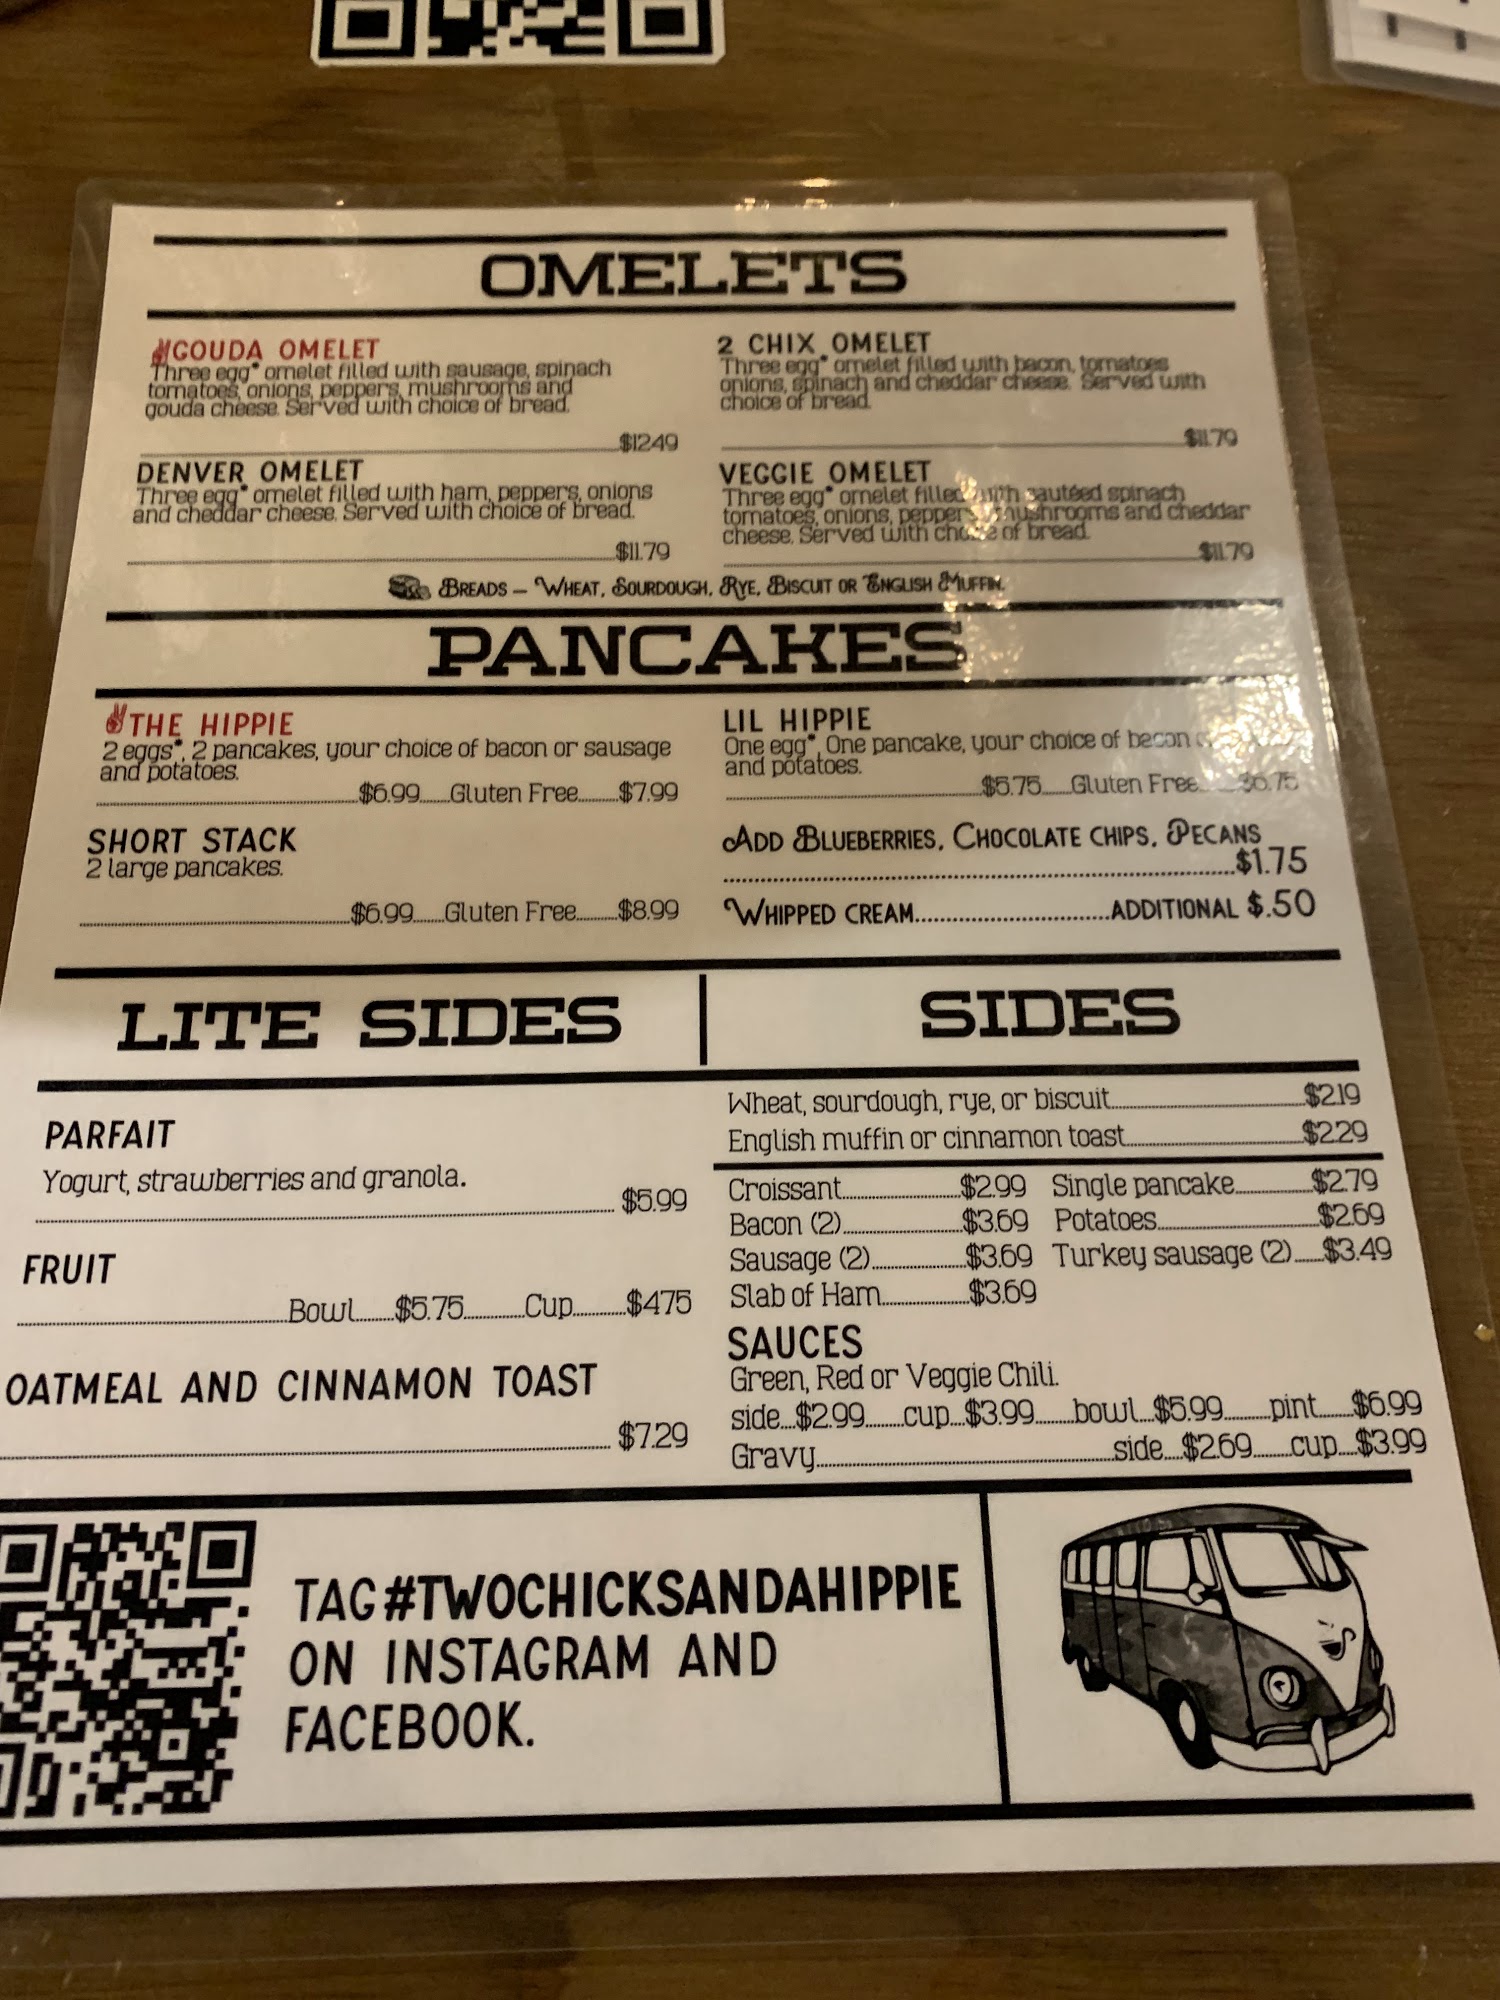 OMELETS
GOUDA OMELET
Three egg* omelet filled with sausage, spinach
tomatoes, onions, peppers, mushrooms and
gouda cheese. Served with choice of bread.
$12.49
2 CHIX OMELET
Three egg* omelet filled with bacon, tomatoes
onions, spinach and cheddar cheese. Served with
choice of bread.
$11.79
DENVER OMELET
Three egg* omelet filled with ham, peppers, onions
and cheddar cheese. Served with choice of bread.
$11.79
VEGGIE OMELET
Three egg* omelet filled with sautéed spinach
tomatoes, onions, peppers, mushrooms and cheddar
cheese. Served with choice of bread.
$11.79
BREADS – WHEAT, SOURDOUGH, RYE, BISCUIT OR ENGLISH MUFFIN.
PANCAKES
THE HIPPIE
2 eggs*, 2 pancakes, your choice of bacon or sausage
and potatoes.
$6.99......Gluten Free........$7.99
LIL HIPPIE
One egg*, One pancake, your choice of bacon
and potatoes.
$5.75......Gluten Free........$6.75
SHORT STACK
2 large pancakes.
$6.99......Gluten Free........$8.99
ADD BLUEBERRIES, CHOCOLATE CHIPS, PECANS
$1.75
WHIPPED CREAM..............................ADDITIONAL $.50
LITE SIDES
PARFAIT
Yogurt, strawberries and granola.
$5.99
FRUIT
Bowl........$5.75............Cup...........$4.75
OATMEAL AND CINNAMON TOAST
$7.29
SIDES
Wheat, sourdough, rye, or biscuit........................$2.19
English muffin or cinnamon toast........................$2.29
Croissant........................$2.99 Single pancake................$2.79
Bacon (2)........................$3.69 Potatoes................................$2.69
Sausage (2)...................$3.69 Turkey sausage (2)......$3.49
Slab of Ham..................$3.69
SAUCES
Green, Red or Veggie Chili.
side...$2.99........cup...$3.99........bowl...$5.99.........pint......$6.99
Gravy............................................................side....$2.69........cup....$3.99
TAG #TWOCHICKSANDAHIPPIE
ON INSTAGRAM AND
FACEBOOK.